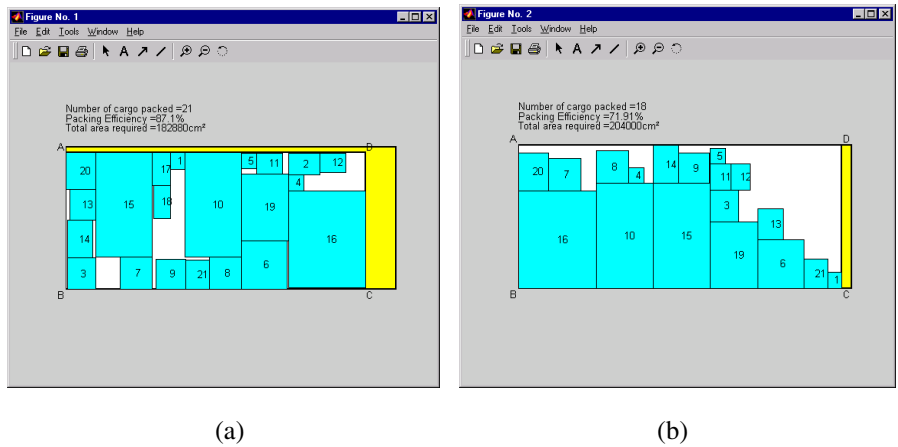 Figure No. 1
File Edit Tools Window Help
Number of cargo packed =21
Packing Efficiency =87.1%
Total area required =182880cm²
A D
20 17 1 5 11 2 12
4
13 15 18 10 19
14 16
3 7 9 21 8 6
B C
(a)
Figure No. 2
File Edit Tools Window Help
Number of cargo packed =18
Packing Efficiency =71.91%
Total area required =204000cm²
A D
20 7 8 4 14 9 5
11 12
3
13
16 10 15 19 6
21 1
B C
(b)